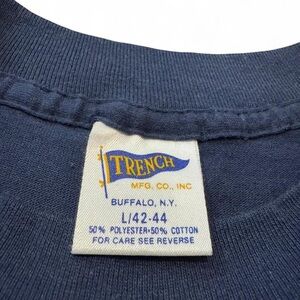 TRENCH
MFG. CO., INC
BUFFALO, N.Y.
L/42-44
50% POLYESTER•50% COTTON
FOR CARE SEE REVERSE